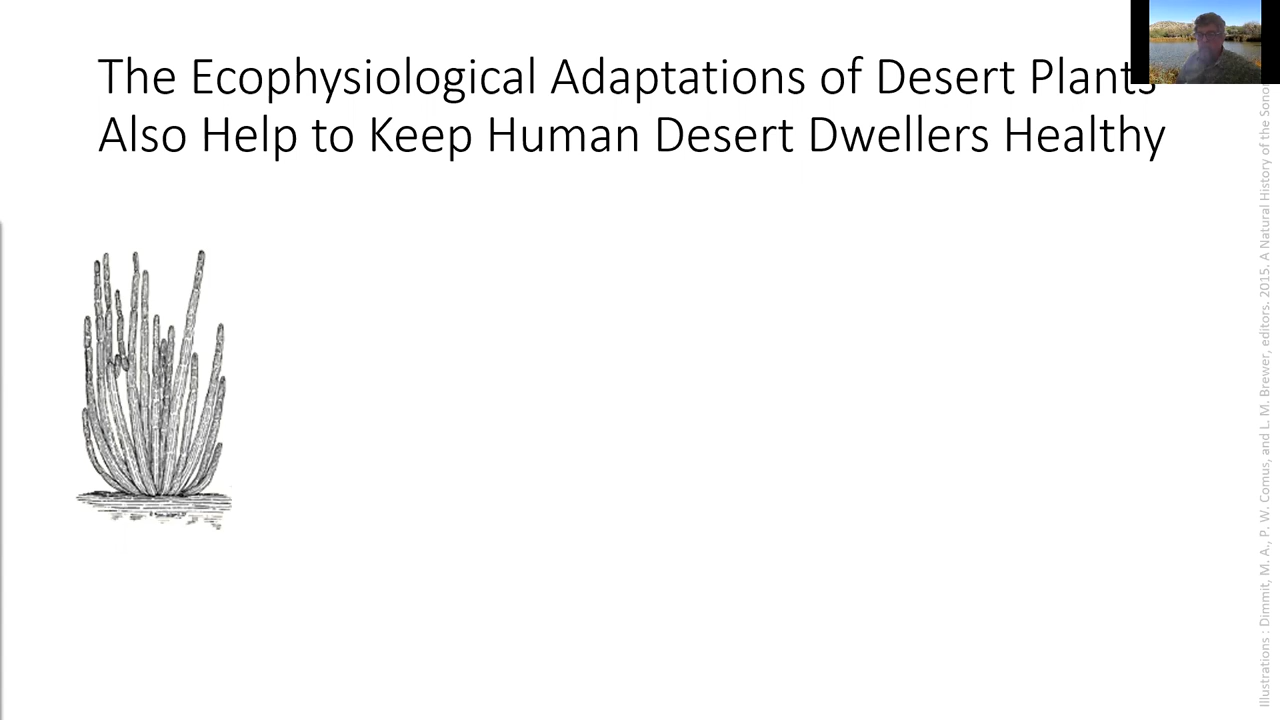 The Ecophysiological Adaptations of Desert Plants
Also Help to Keep Human Desert Dwellers Healthy
Illustrations : Dimmit, M. A., P. W. Comus, and L. M. Brewer, editors. 2015. A Natural History of the